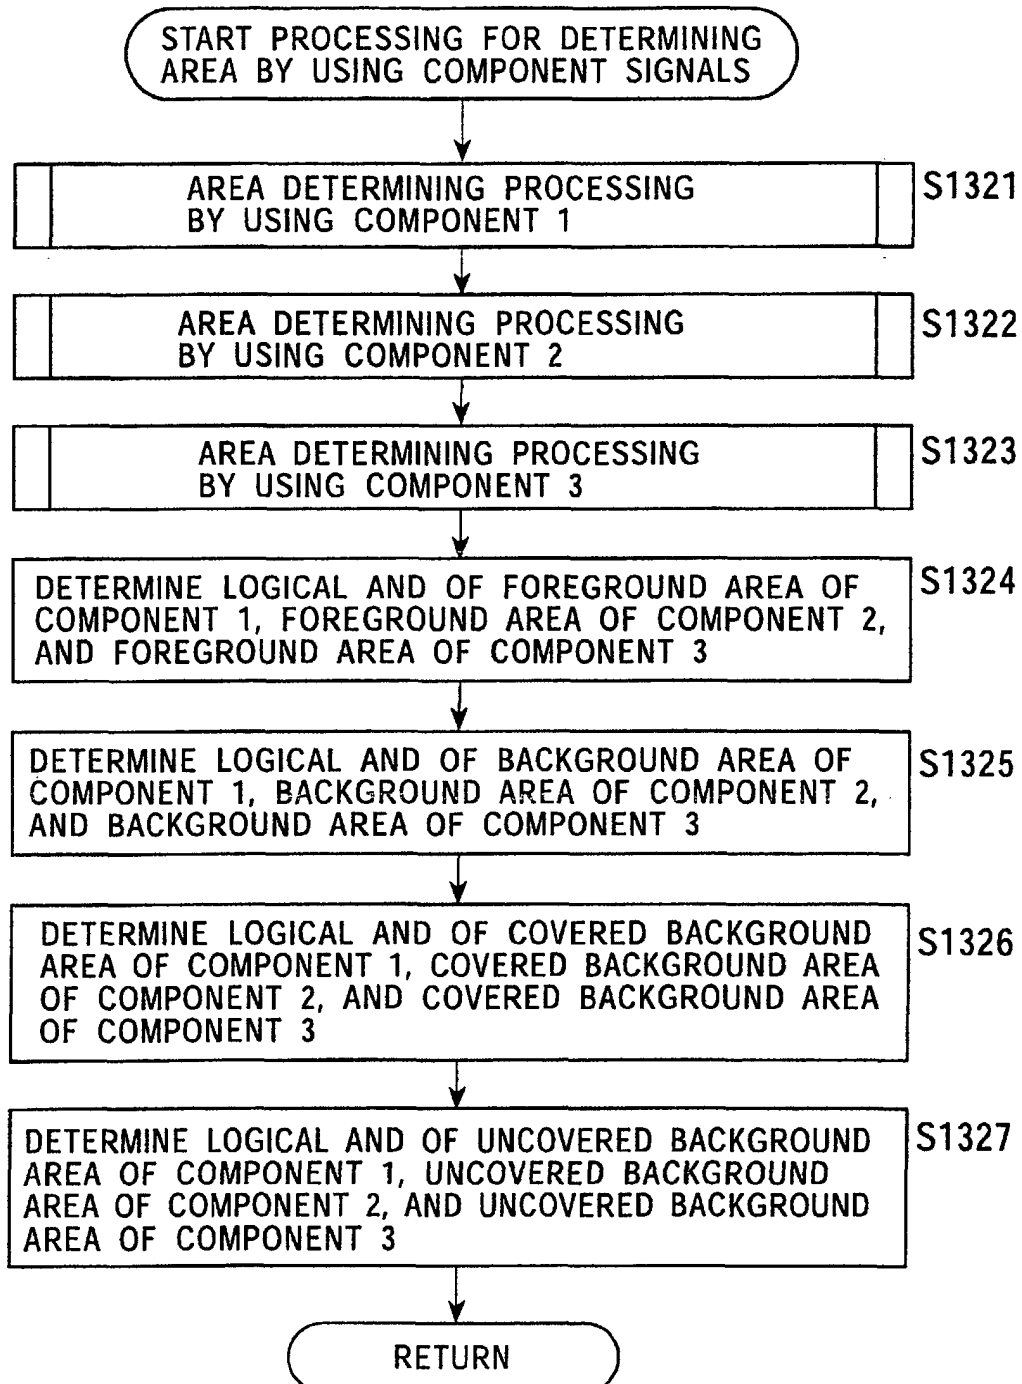 START PROCESSING FOR DETERMINING
AREA BY USING COMPONENT SIGNALS
AREA DETERMINING PROCESSING
BY USING COMPONENT 1
S1321
AREA DETERMINING PROCESSING
BY USING COMPONENT 2
S1322
AREA DETERMINING PROCESSING
BY USING COMPONENT 3
S1323
DETERMINE LOGICAL AND OF FOREGROUND AREA OF
COMPONENT 1, FOREGROUND AREA OF COMPONENT 2,
AND FOREGROUND AREA OF COMPONENT 3
S1324
DETERMINE LOGICAL AND OF BACKGROUND AREA OF
COMPONENT 1, BACKGROUND AREA OF COMPONENT 2,
AND BACKGROUND AREA OF COMPONENT 3
S1325
DETERMINE LOGICAL AND OF COVERED BACKGROUND
AREA OF COMPONENT 1, COVERED BACKGROUND AREA
OF COMPONENT 2, AND COVERED BACKGROUND AREA
OF COMPONENT 3
S1326
DETERMINE LOGICAL AND OF UNCOVERED BACKGROUND
AREA OF COMPONENT 1, UNCOVERED BACKGROUND
AREA OF COMPONENT 2, AND UNCOVERED BACKGROUND
AREA OF COMPONENT 3
S1327
RETURN